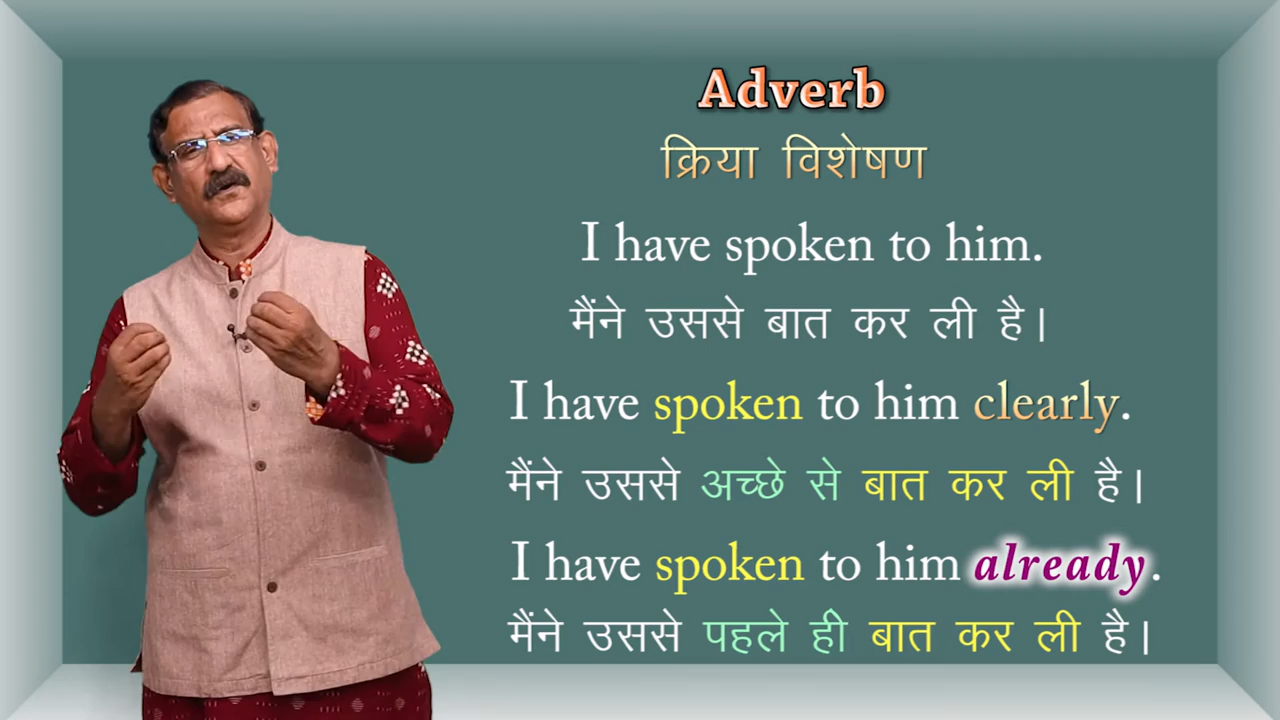 Adverb
क्रिया विशेषण
I have spoken to him.
मैंने उससे बात कर ली है।
I have spoken to him clearly.
मैंने उससे अच्छे से बात कर ली है।
I have spoken to him already.
मैंने उससे पहले ही बात कर ली है।